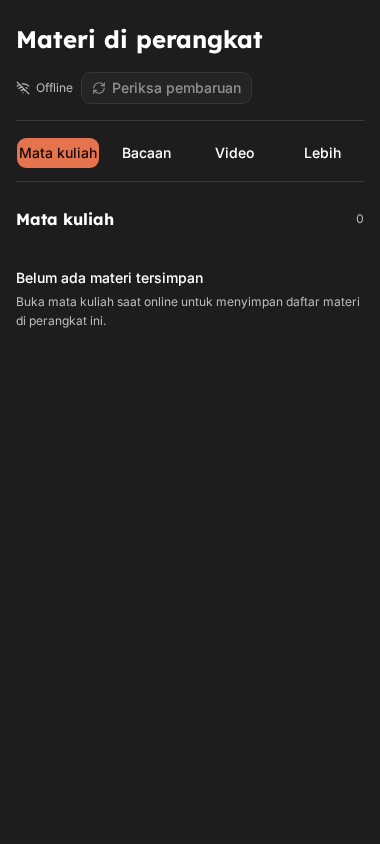 Materi di perangkat
Offline
Periksa pembaruan
Mata kuliah
Bacaan
Video
Lebih
Mata kuliah
0
Belum ada materi tersimpan
Buka mata kuliah saat online untuk menyimpan daftar materi
di perangkat ini.